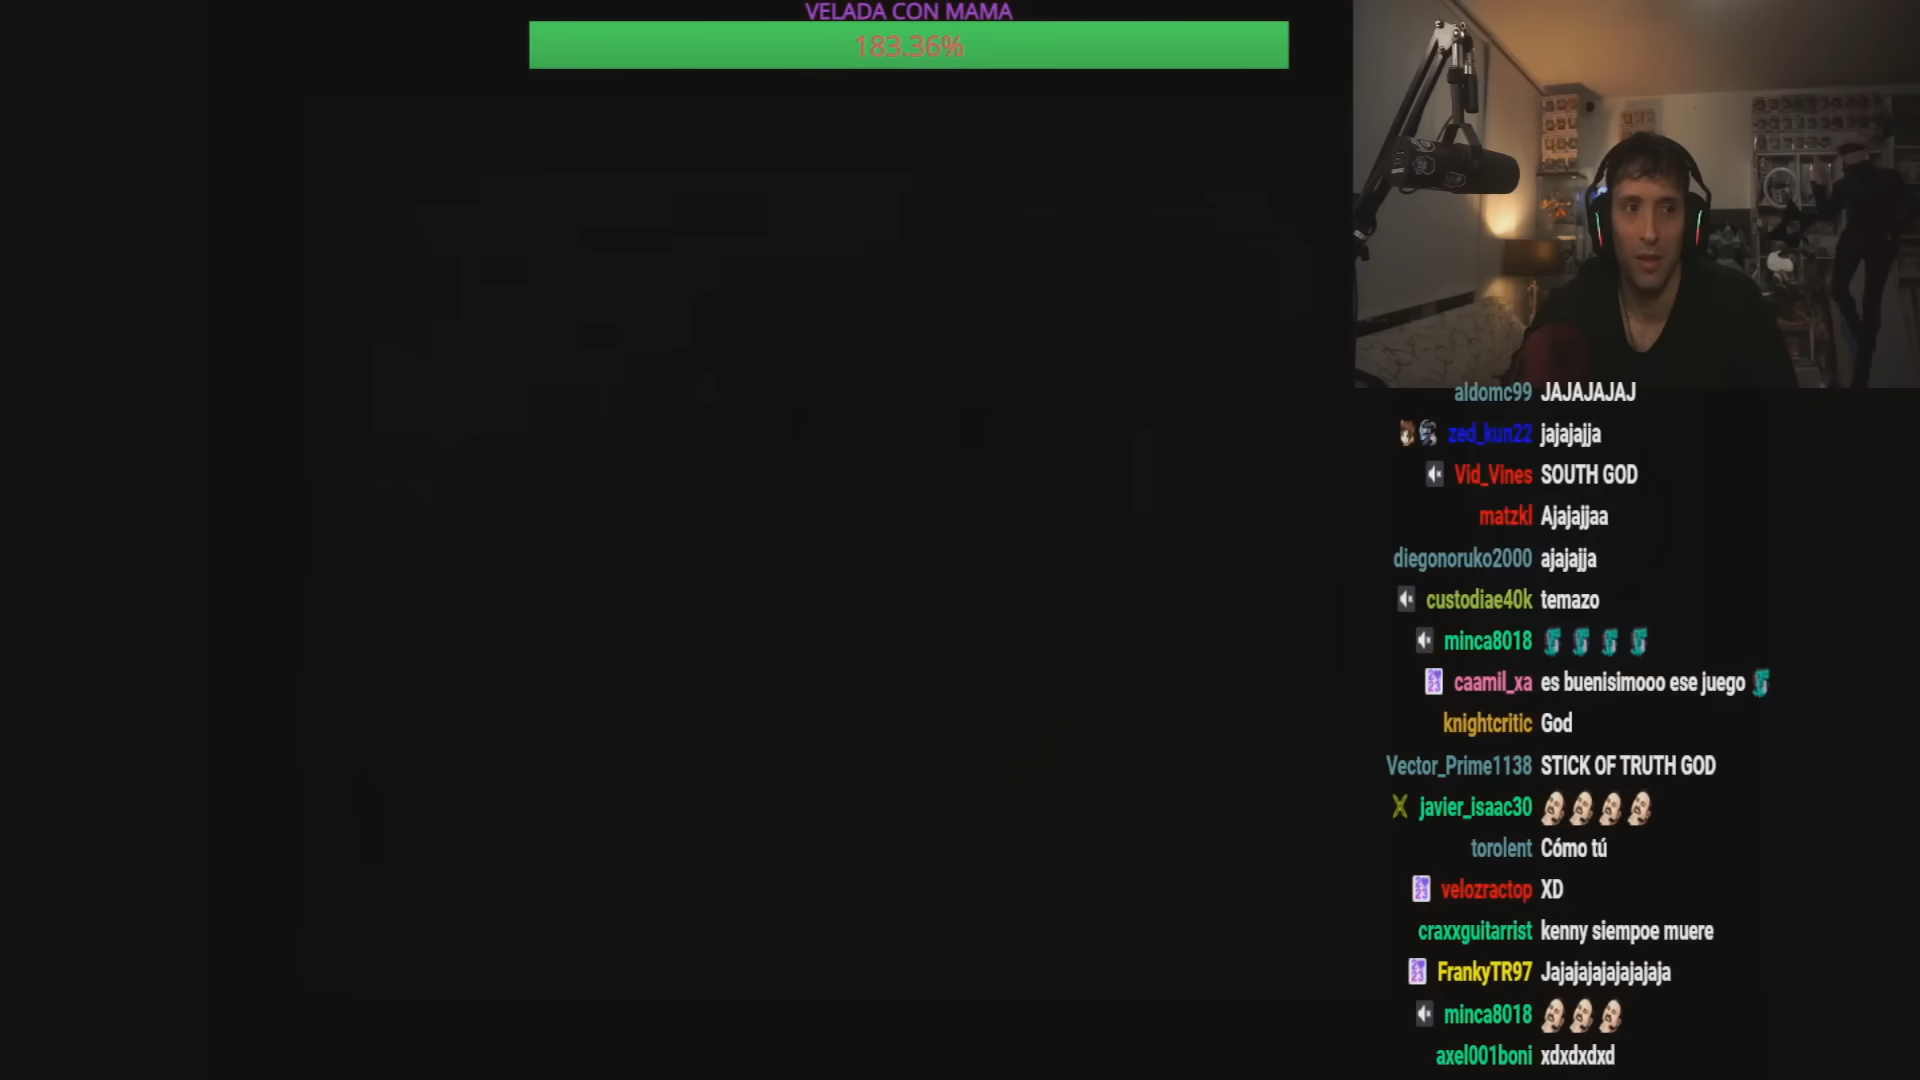 VELADA CON MAMA
183.36%
aldomc99 JAJAJAJAJ
zed_kun22 jajajajja
Vid_Vines SOUTH GOD
matzkl Ajajajjaa
diegonoruko2000 ajajajja
custodiae40k temazo
minca8018
caamil_xa es buenisimooo ese juego
knightcritic God
Vector_Prime1138 STICK OF TRUTH GOD
javier_isaac30
torolent Cómo tú
velozractop XD
craxxguitarrist kenny siempoe muere
FrankyTR97 Jajajajajajajaja
minca8018
axel001boni xdxdxdxd